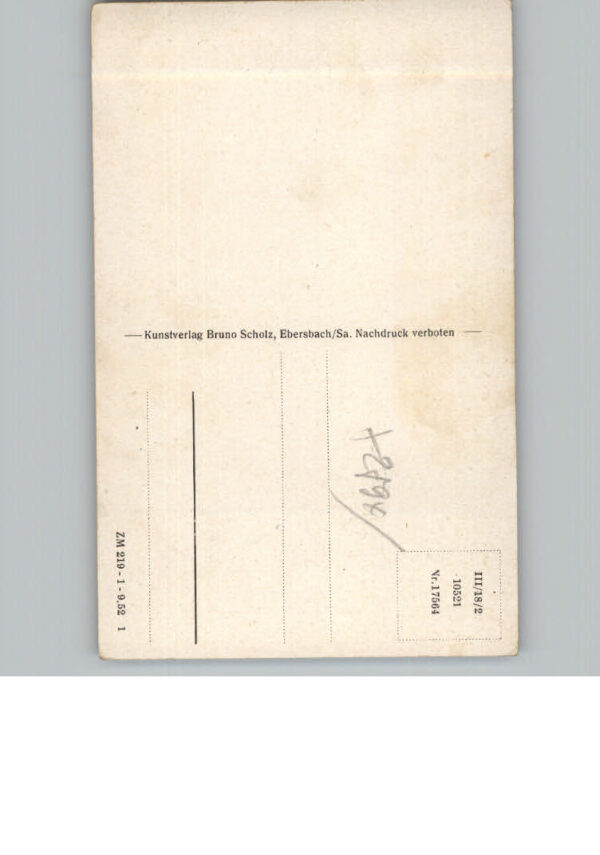 Kunstverlag Bruno Scholz, Ebersbach/Sa. Nachdruck verboten
III/18/2
10521
Nr. 17564
ZM 219 - 1 - 9.52 1